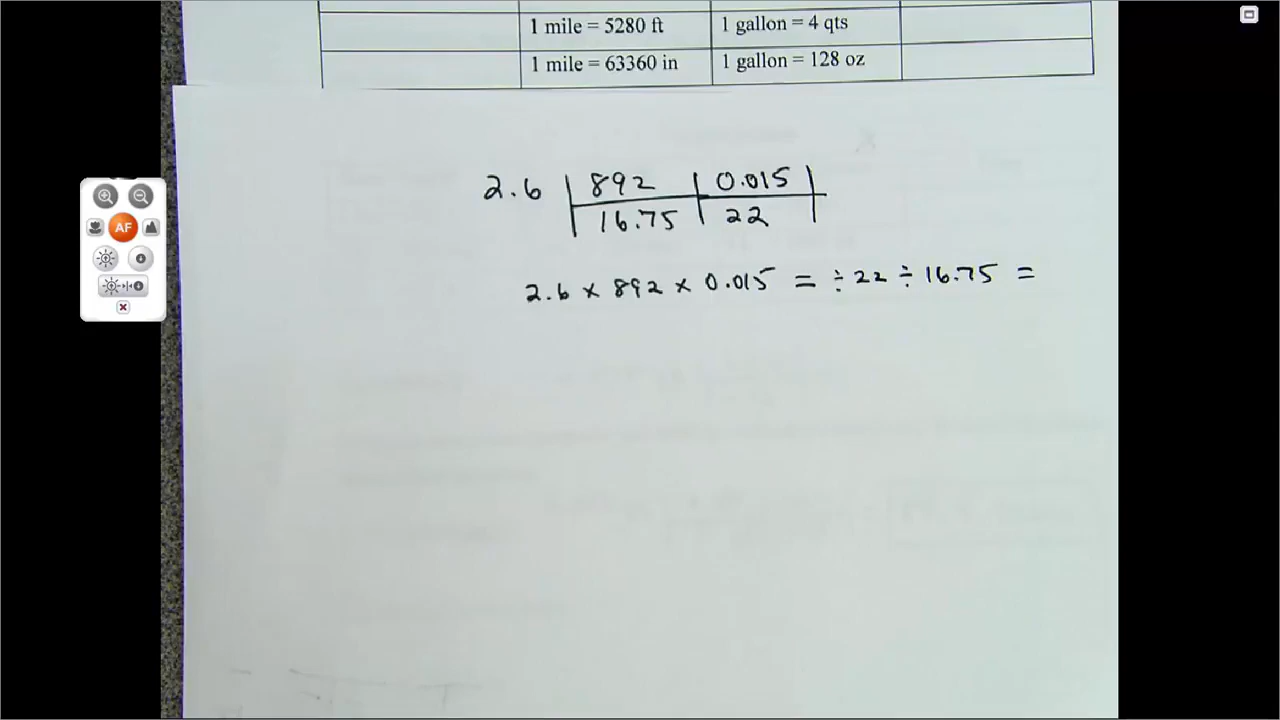 1 mile = 5280 ft 1 gallon = 4 qts
1 mile = 63360 in 1 gallon = 128 oz
2.6 | 892 | 0.015 |
16.75 | 22 |
2.6 × 892 × 0.015 = ÷ 22 ÷ 16.75 =
AF